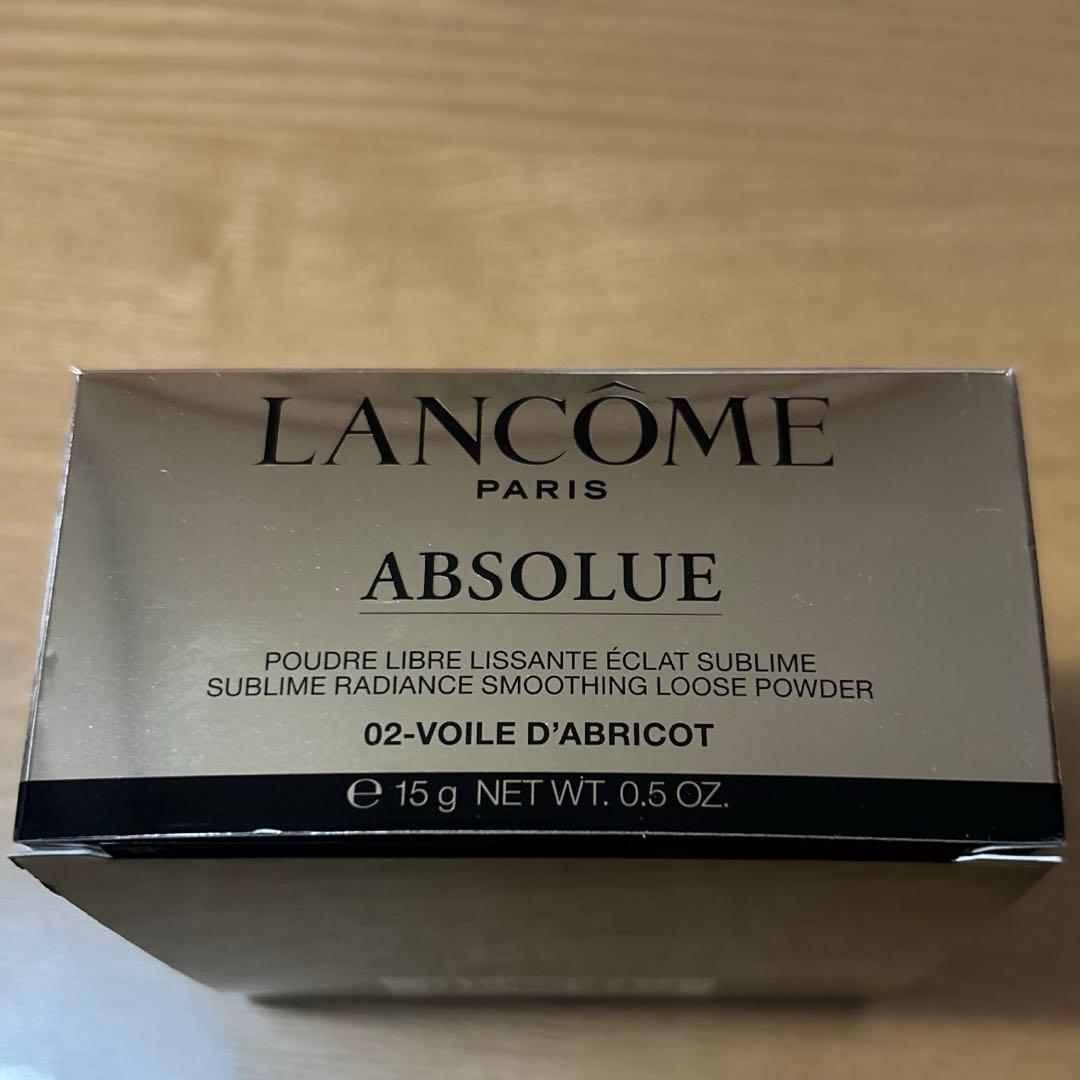 LANCÔME
PARIS
ABSOLUE
POUDRE LIBRE LISSANTE ÉCLAT SUBLIME
SUBLIME RADIANCE SMOOTHING LOOSE POWDER
02-VOILE D'ABRICOT
℮ 15 g NET WT. 0.5 OZ.